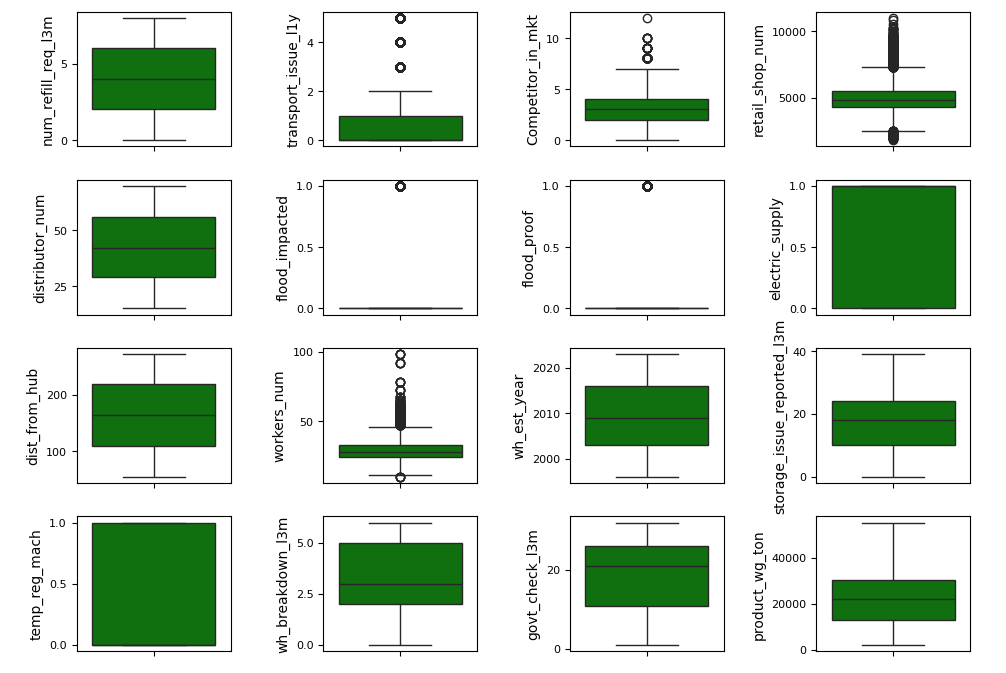 num_refill_req_l3m
5
0
transport_issue_l1y
4
2
0
Competitor_in_mkt
10
5
0
retail_shop_num
10000
5000
distributor_num
50
25
flood_impacted
1.0
0.5
0.0
flood_proof
1.0
0.5
0.0
electric_supply
1.0
0.5
0.0
dist_from_hub
200
100
workers_num
100
50
wh_est_year
2020
2010
2000
storage_issue_reported_l3m
40
20
0
temp_reg_mach
1.0
0.5
0.0
wh_breakdown_l3m
5.0
2.5
0.0
govt_check_l3m
20
0
product_wg_ton
40000
20000
0